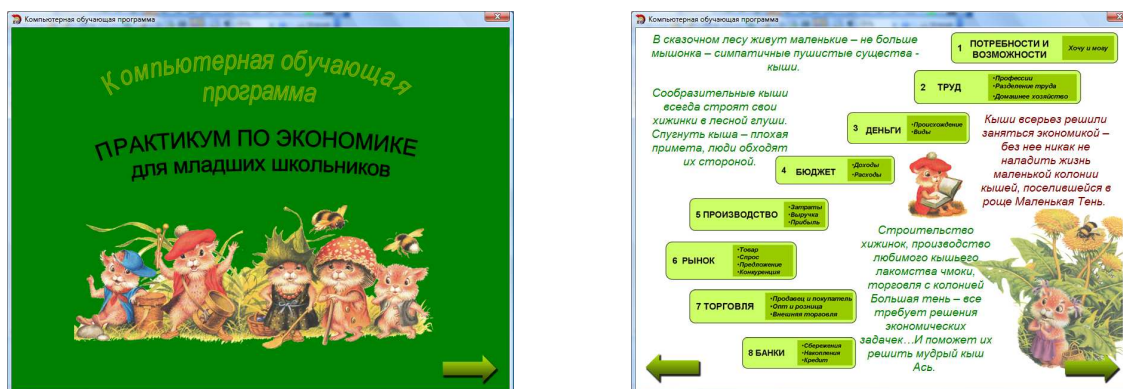 Компьютерная обучающая программа
Компьютерная обучающая
программа
ПРАКТИКУМ ПО ЭКОНОМИКЕ
для младших школьников
Компьютерная обучающая программа
В сказочном лесу живут маленькие – не больше
мышонка – симпатичные пушистые существа -
кыши.
Сообразительные кыши
всегда строят свои
хижинки в лесной глуши.
Спугнуть кыша – плохая
примета, люди обходят
их стороной.
1 ПОТРЕБНОСТИ И
ВОЗМОЖНОСТИ
Хочу и могу
2 ТРУД
•Профессии
•Разделение труда
•Домашнее хозяйство
3 ДЕНЬГИ
•Происхождение
•Виды
4 БЮДЖЕТ
•Доходы
•Расходы
Кыши всерьез решили
заняться экономикой –
без нее никак не
наладить жизнь
маленькой колонии
кышей, поселившейся в
роще Маленькая Тень.
5 ПРОИЗВОДСТВО
•Затраты
•Выручка
•Прибыль
6 РЫНОК
•Товар
•Спрос
•Предложение
•Конкуренция
7 ТОРГОВЛЯ
•Продавец и покупатель
•Опт и розница
•Внешняя торговля
8 БАНКИ
•Сбережения
•Накопления
•Кредит
Строительство
хижинок, производство
любимого кышьего
лакомства чмоки,
торговля с колонией
Большая тень – все
требует решения
экономических
задачек…И поможет их
решить мудрый кыш
Ась.